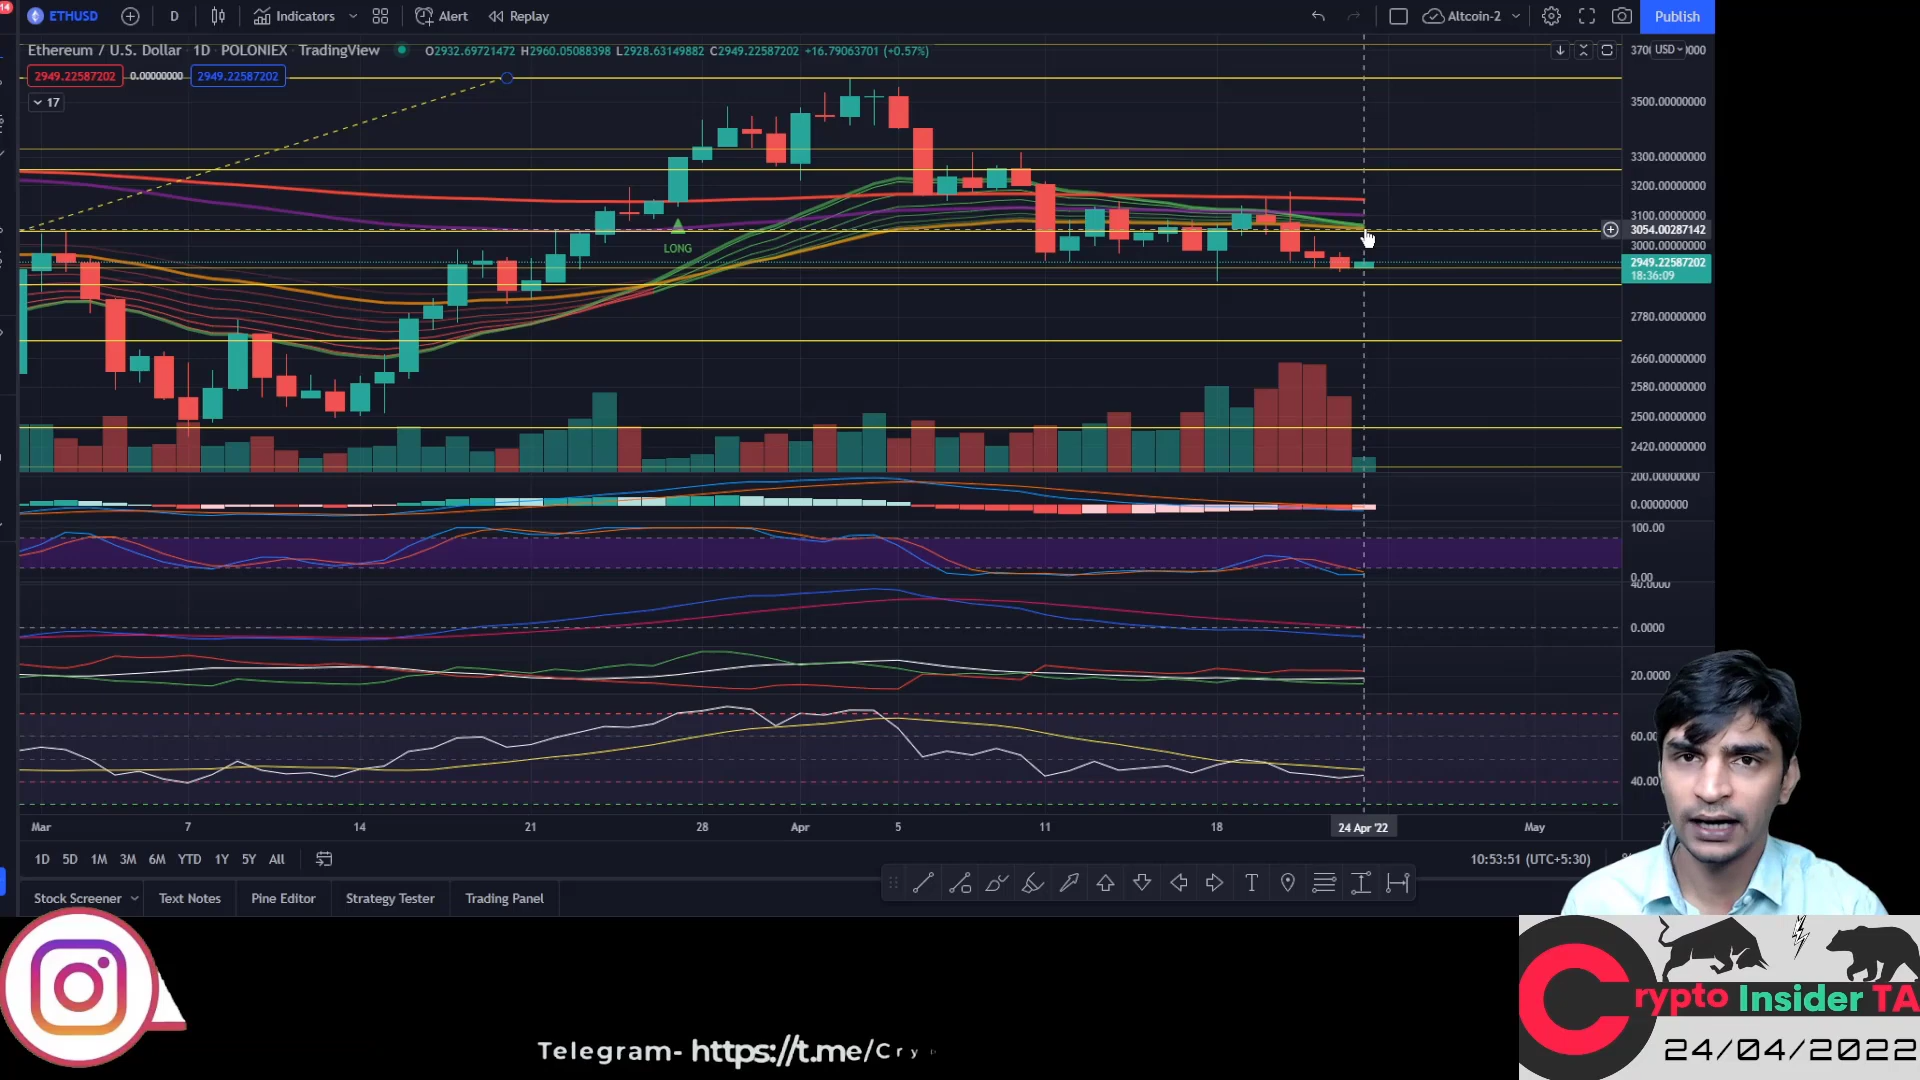 14
ETHUSD D Indicators Alert Replay Altcoin-2 Publish
Ethereum / U.S. Dollar · 1D · POLONIEX · TradingView O2932.69721472 H2960.05088398 L2928.63149882 C2949.22587202 +16.79063701 (+0.57%)
USD
2949.22587202 0.00000000 2949.22587202
17
3500.00000000
3300.00000000
3200.00000000
3100.00000000
3054.00287142
3000.00000000
2949.22587202
18:36:09
2780.00000000
2660.00000000
2580.00000000
2500.00000000
2420.00000000
LONG
200.00000000
0.00000000
100.00
0.00
40.0000
0.0000
20.0000
60.00
40.00
Mar 7 14 21 28 Apr 5 11 18 24 Apr '22 May
1D 5D 1M 3M 6M YTD 1Y 5Y All
10:53:51 (UTC+5:30)
T
Stock Screener Text Notes Pine Editor Strategy Tester Trading Panel
Crypto Insider TA
24/04/2022
Telegram- https://t.me/Cry